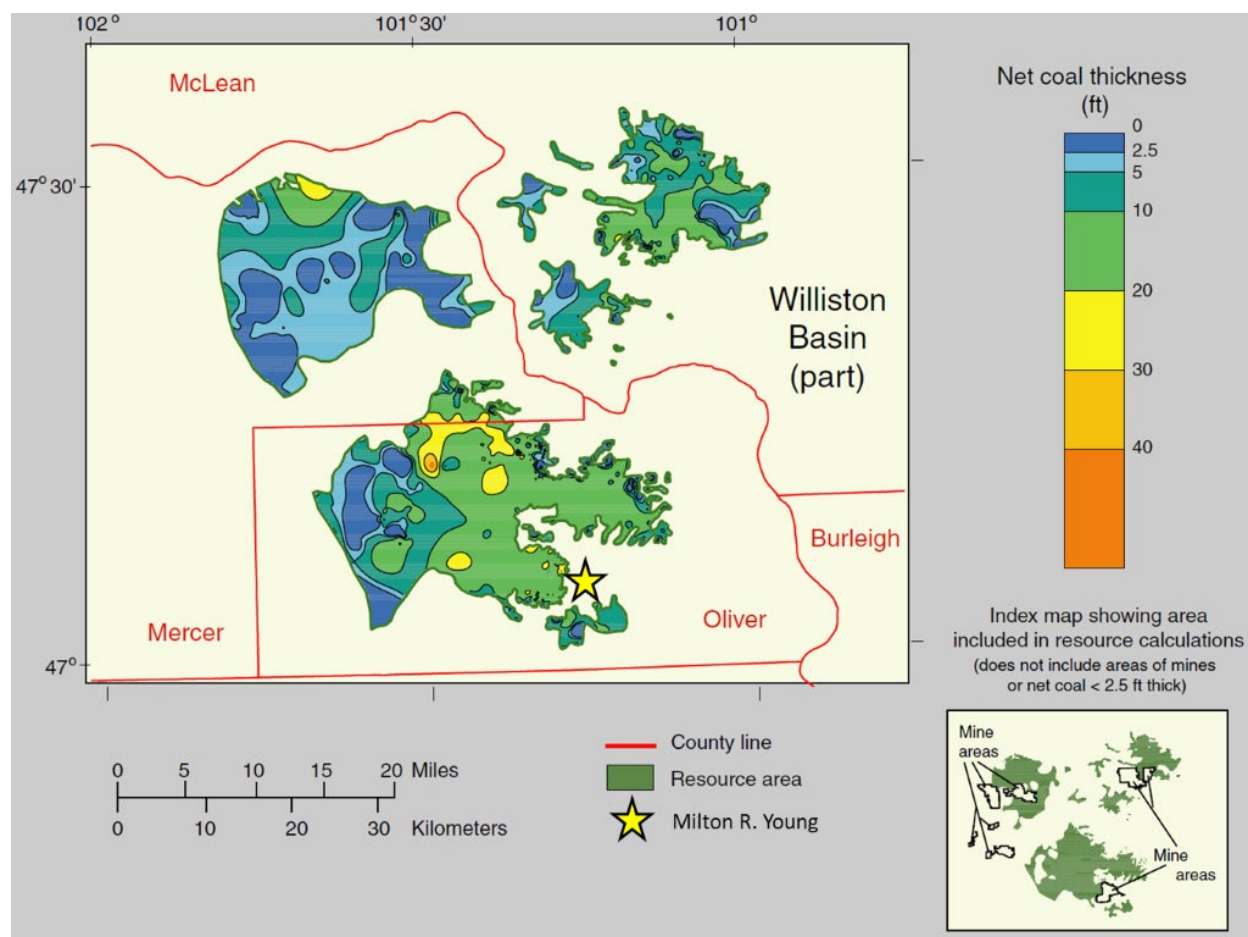 102° 101°30' 101°
McLean
47°30'
Williston
Basin
(part)
Mercer
Oliver
Burleigh
47°
Net coal thickness
(ft)
0
2.5
5
10
20
30
40
Index map showing area
included in resource calculations
(does not include areas of mines
or net coal < 2.5 ft thick)
Mine
areas
Mine
areas
0 5 10 15 20 Miles
0 10 20 30 Kilometers
County line
Resource area
Milton R. Young